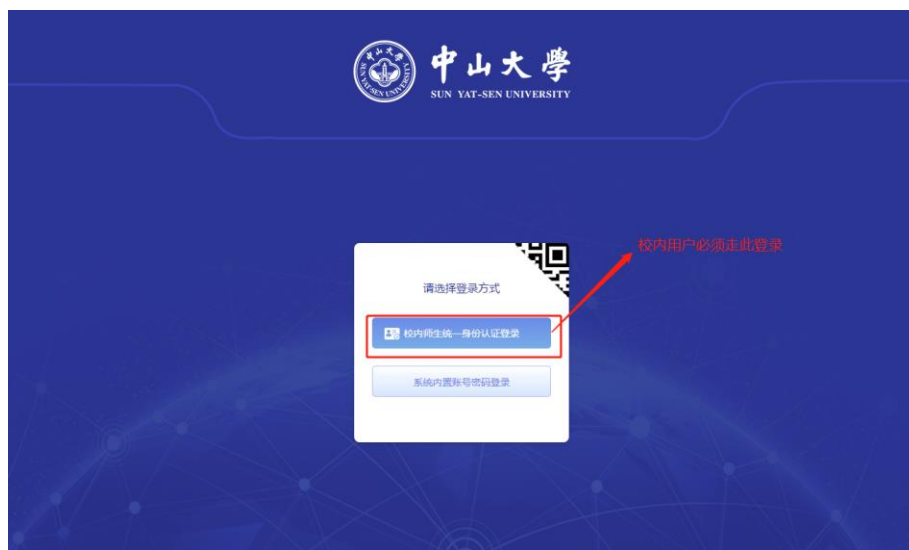 中山大學
SUN YAT-SEN UNIVERSITY
校内用户必须走此登录
请选择登录方式
校内师生统一身份认证登录
系统内置账号密码登录